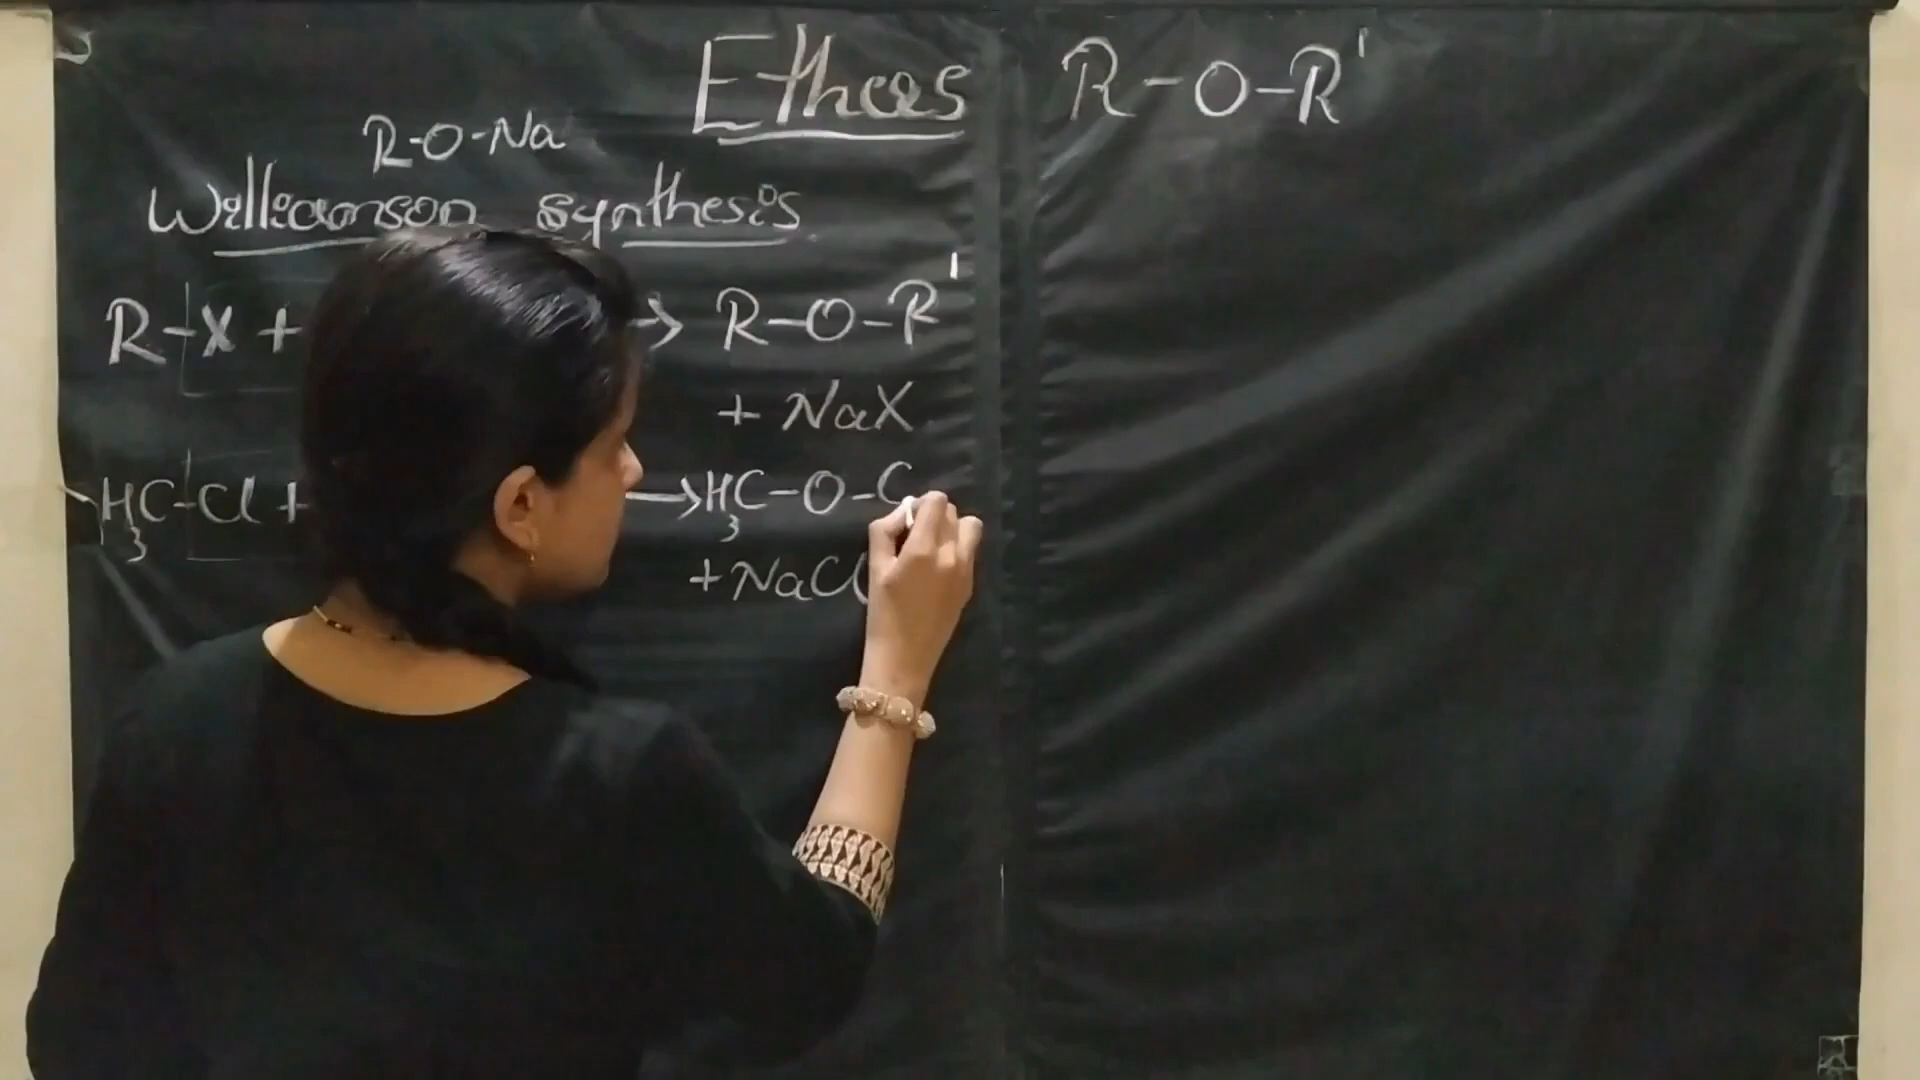 Ethers R-O-R'
R-O-Na
Williamson synthesis
R-X + → R-O-R'
+ NaX
H₃C-Cl + → H₃C-O-C
+ NaCl